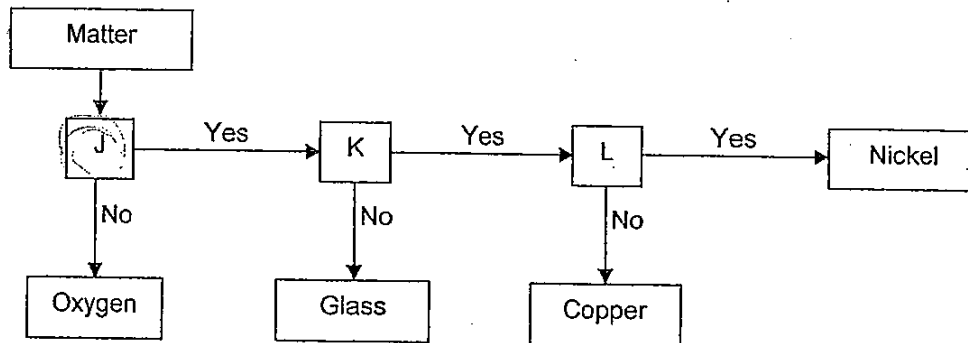 Matter
J
Yes
K
Yes
L
Yes
Nickel
No
No
No
Oxygen
Glass
Copper